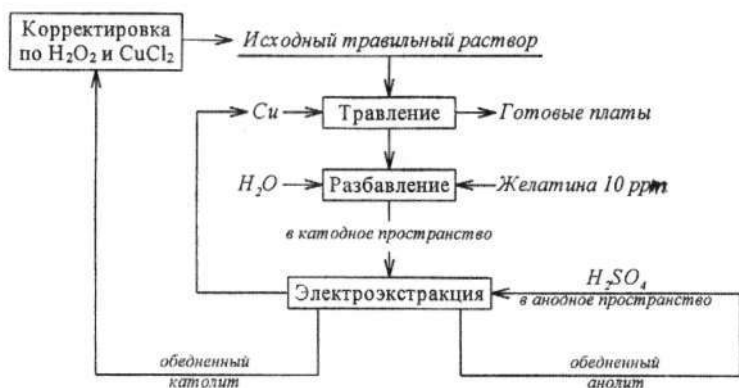 Корректировка
по H₂O₂ и CuCl₂
Исходный травильный раствор
Cu
Травление
Готовые платы
H₂O
Разбавление
Желатина 10 ppm
в катодное пространство
Электроэкстракция
H₂SO₄
в анодное пространство
обедненный
католит
обедненный
анолит